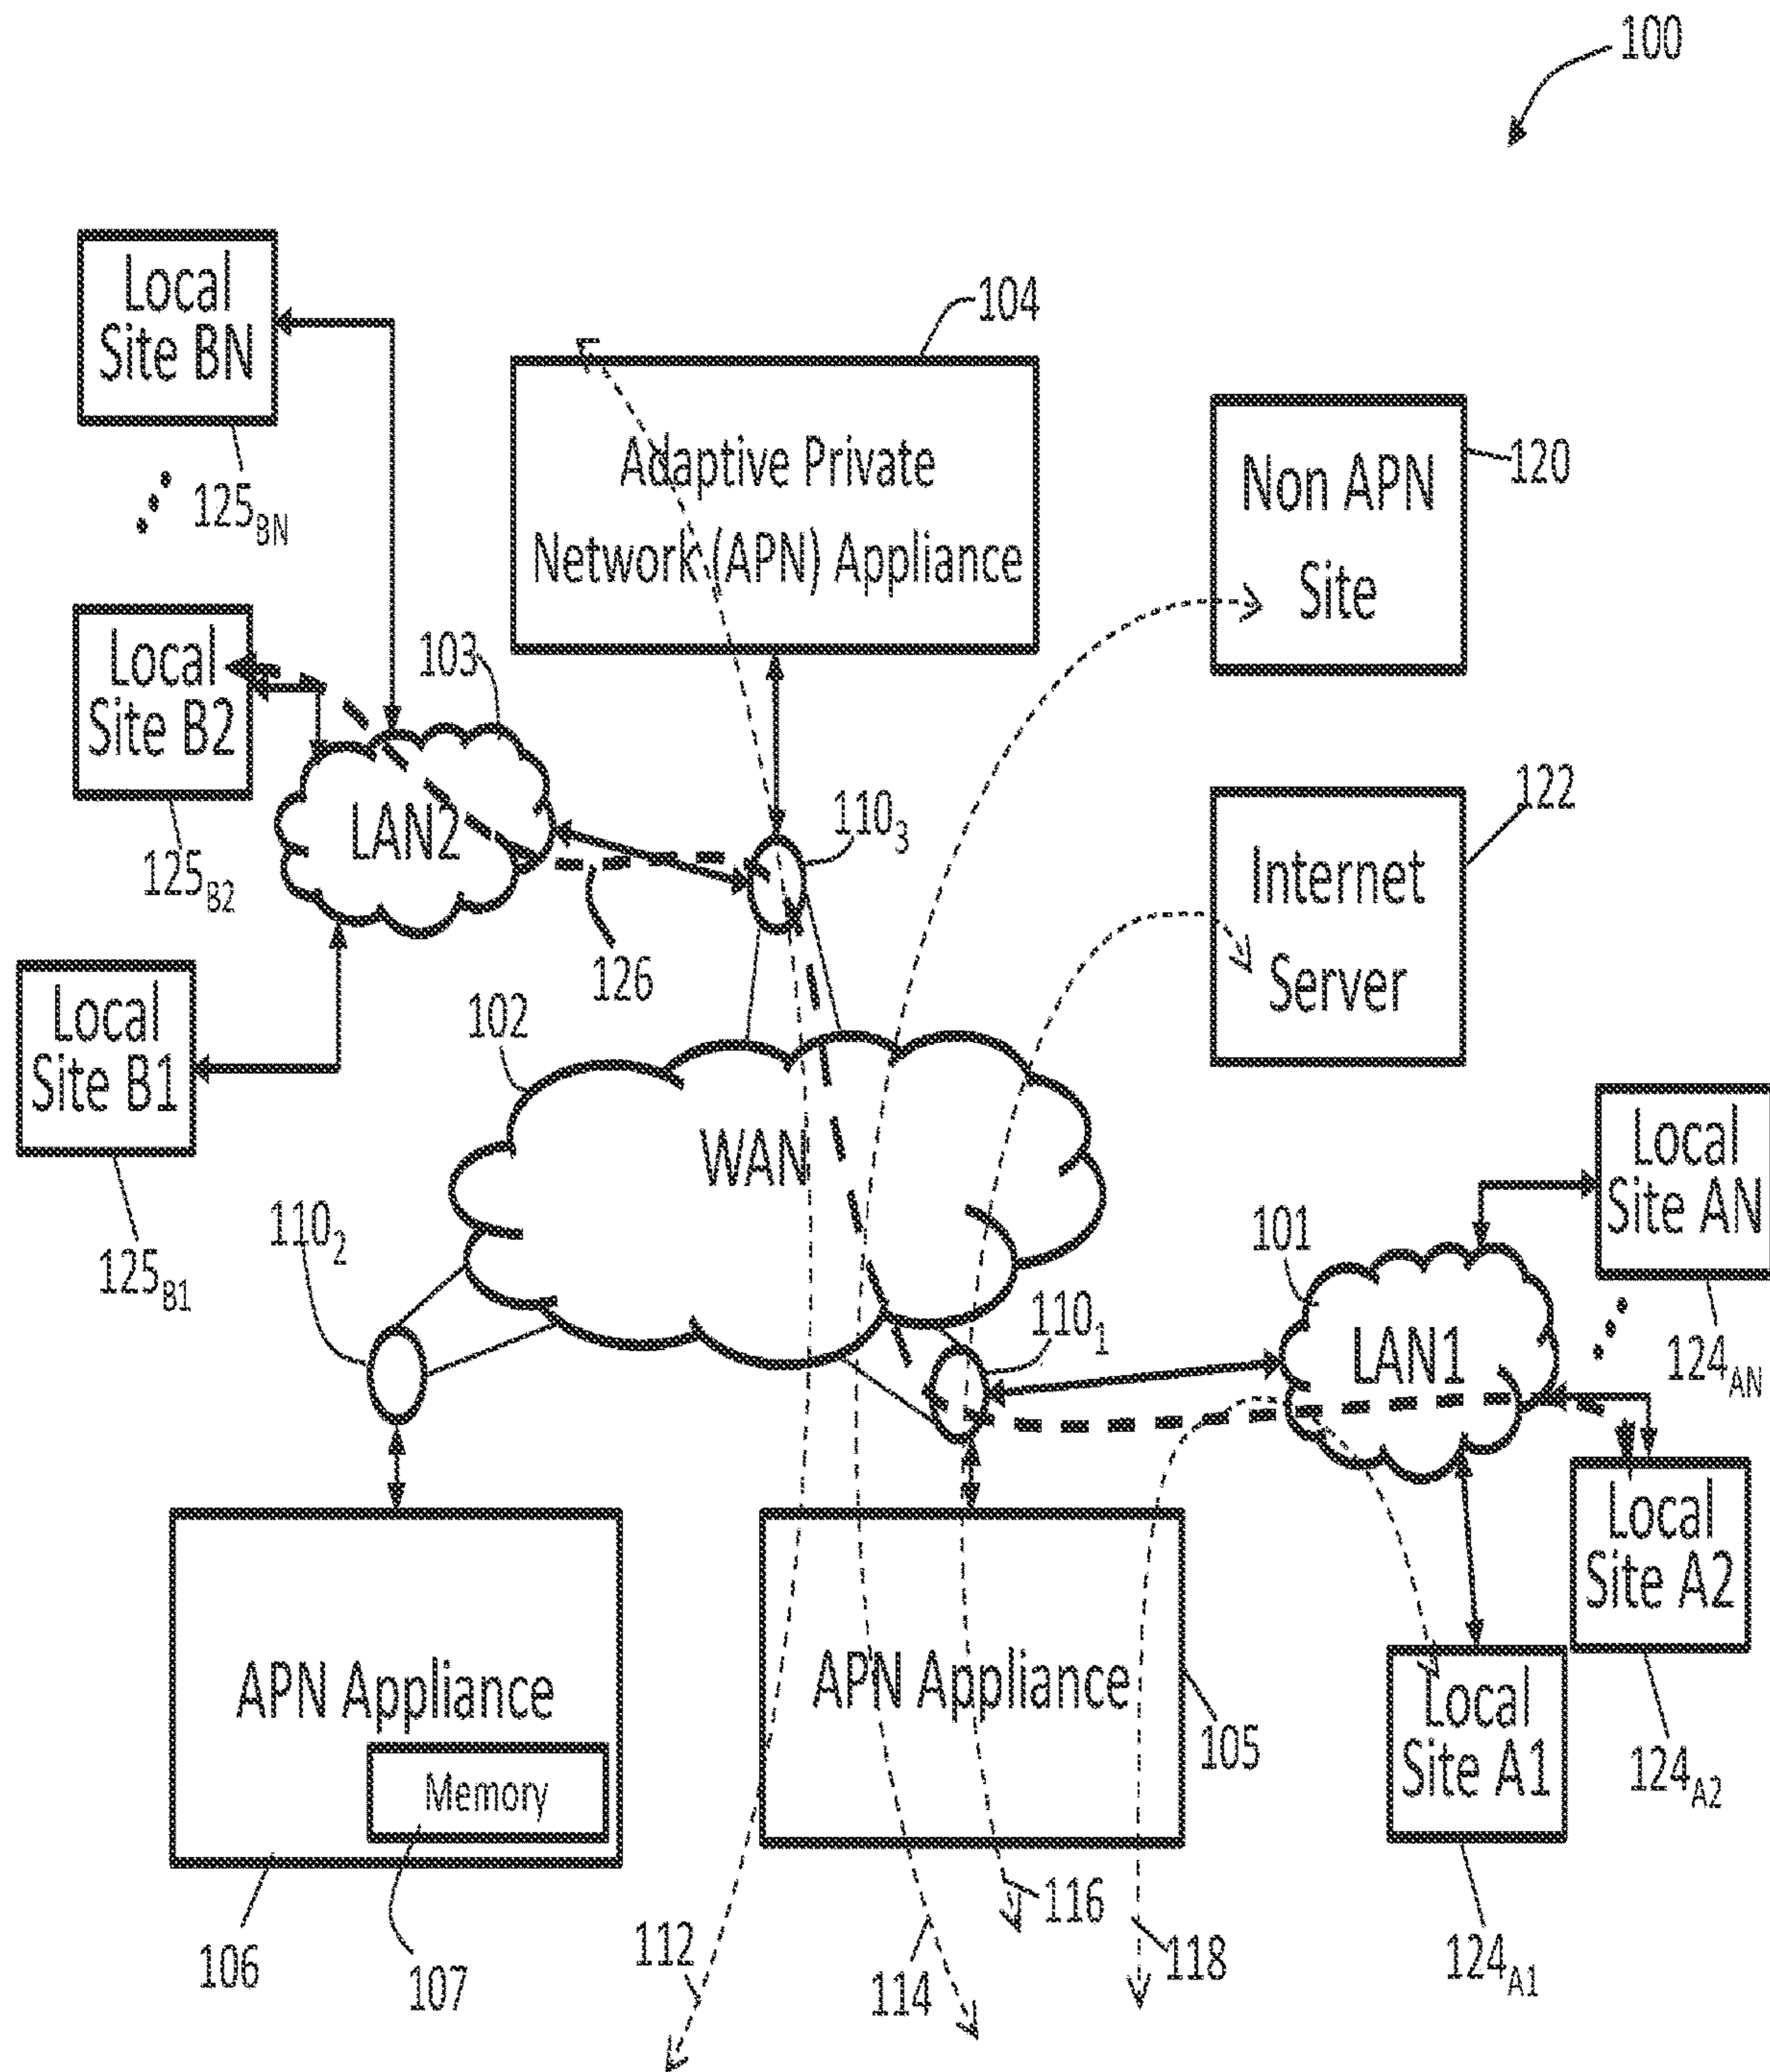 100
Local
Site BN
125BN
104
Adaptive Private
Network (APN) Appliance
Non APN
Site
120
Local
Site B2
125B2
103
LAN2
1103
126
Internet
Server
122
Local
Site B1
125B1
102
WAN
1102
1101
101
LAN1
Local
Site AN
124AN
Local
Site A2
124A2
Local
Site A1
124A1
APN Appliance
Memory
106
107
APN Appliance
105
112
114
116
118